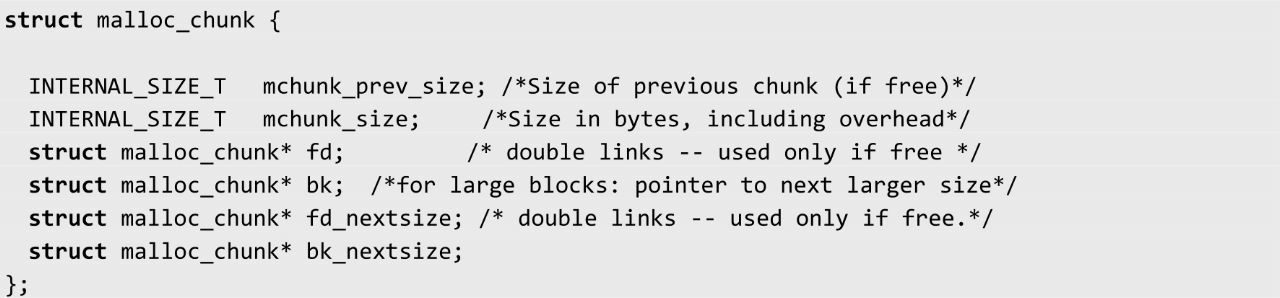 struct malloc_chunk {
INTERNAL_SIZE_T mchunk_prev_size; /*Size of previous chunk (if free)*/
INTERNAL_SIZE_T mchunk_size; /*Size in bytes, including overhead*/
struct malloc_chunk* fd; /* double links -- used only if free */
struct malloc_chunk* bk; /*for large blocks: pointer to next larger size*/
struct malloc_chunk* fd_nextsize; /* double links -- used only if free.*/
struct malloc_chunk* bk_nextsize;
};